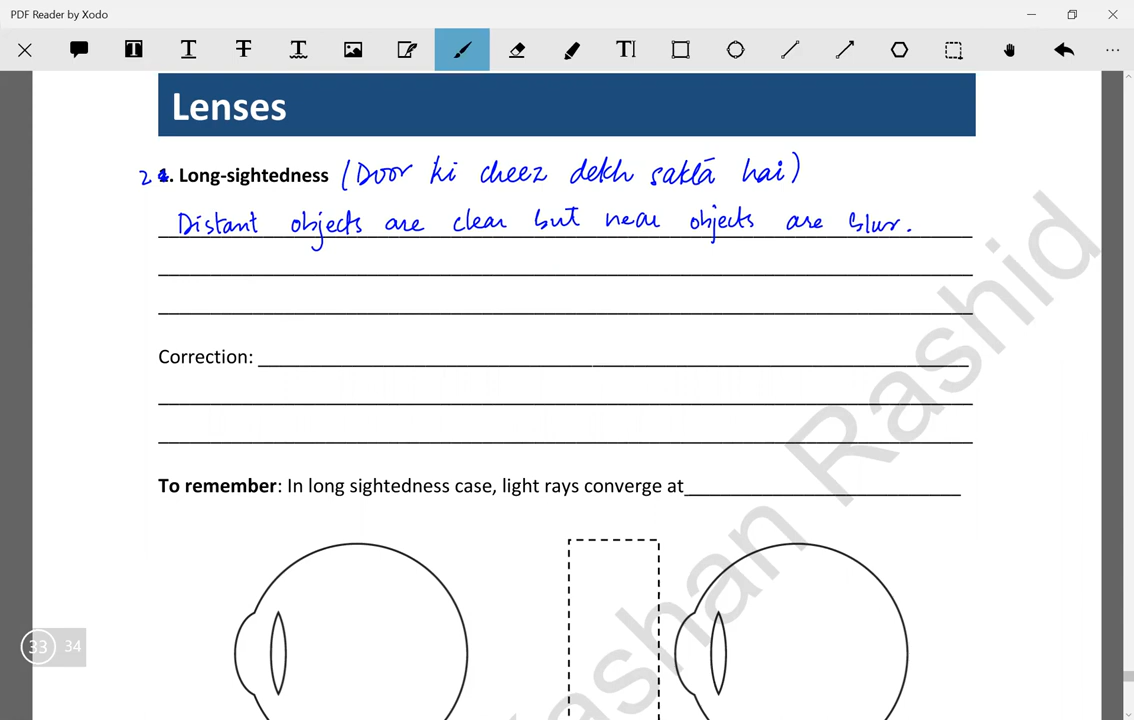 PDF Reader by Xodo
Lenses
2. Long-sightedness (Door ki cheez dekh saktā hai)
Distant objects are clear but near objects are blur.
Correction:
To remember: In long sightedness case, light rays converge at
33 34
Rashan Rashid